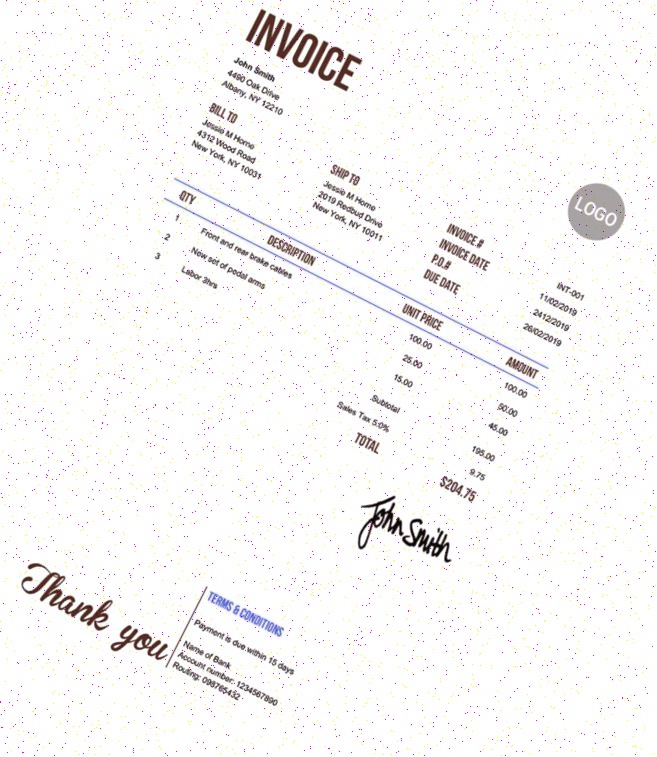 INVOICE
John Smith
4490 Oak Drive
Albany, NY 12210
BILL TO
Jessie M Horne
4312 Wood Road
New York, NY 10031
SHIP TO
Jessie M Horne
2019 Redbud Drive
New York, NY 10011
LOGO
INVOICE #
INT-001
INVOICE DATE
11/02/2019
P.O.#
2412/2019
DUE DATE
26/02/2019
QTY DESCRIPTION UNIT PRICE AMOUNT
1 Front and rear brake cables 100.00 100.00
2 New set of pedal arms 25.00 50.00
3 Labor 3hrs 15.00 45.00
Subtotal 195.00
Sales Tax 5.0% 9.75
TOTAL $204.75
John Smith
Thank you
TERMS & CONDITIONS
Payment is due within 15 days
Name of Bank
Account number: 1234567890
Routing: 098765432